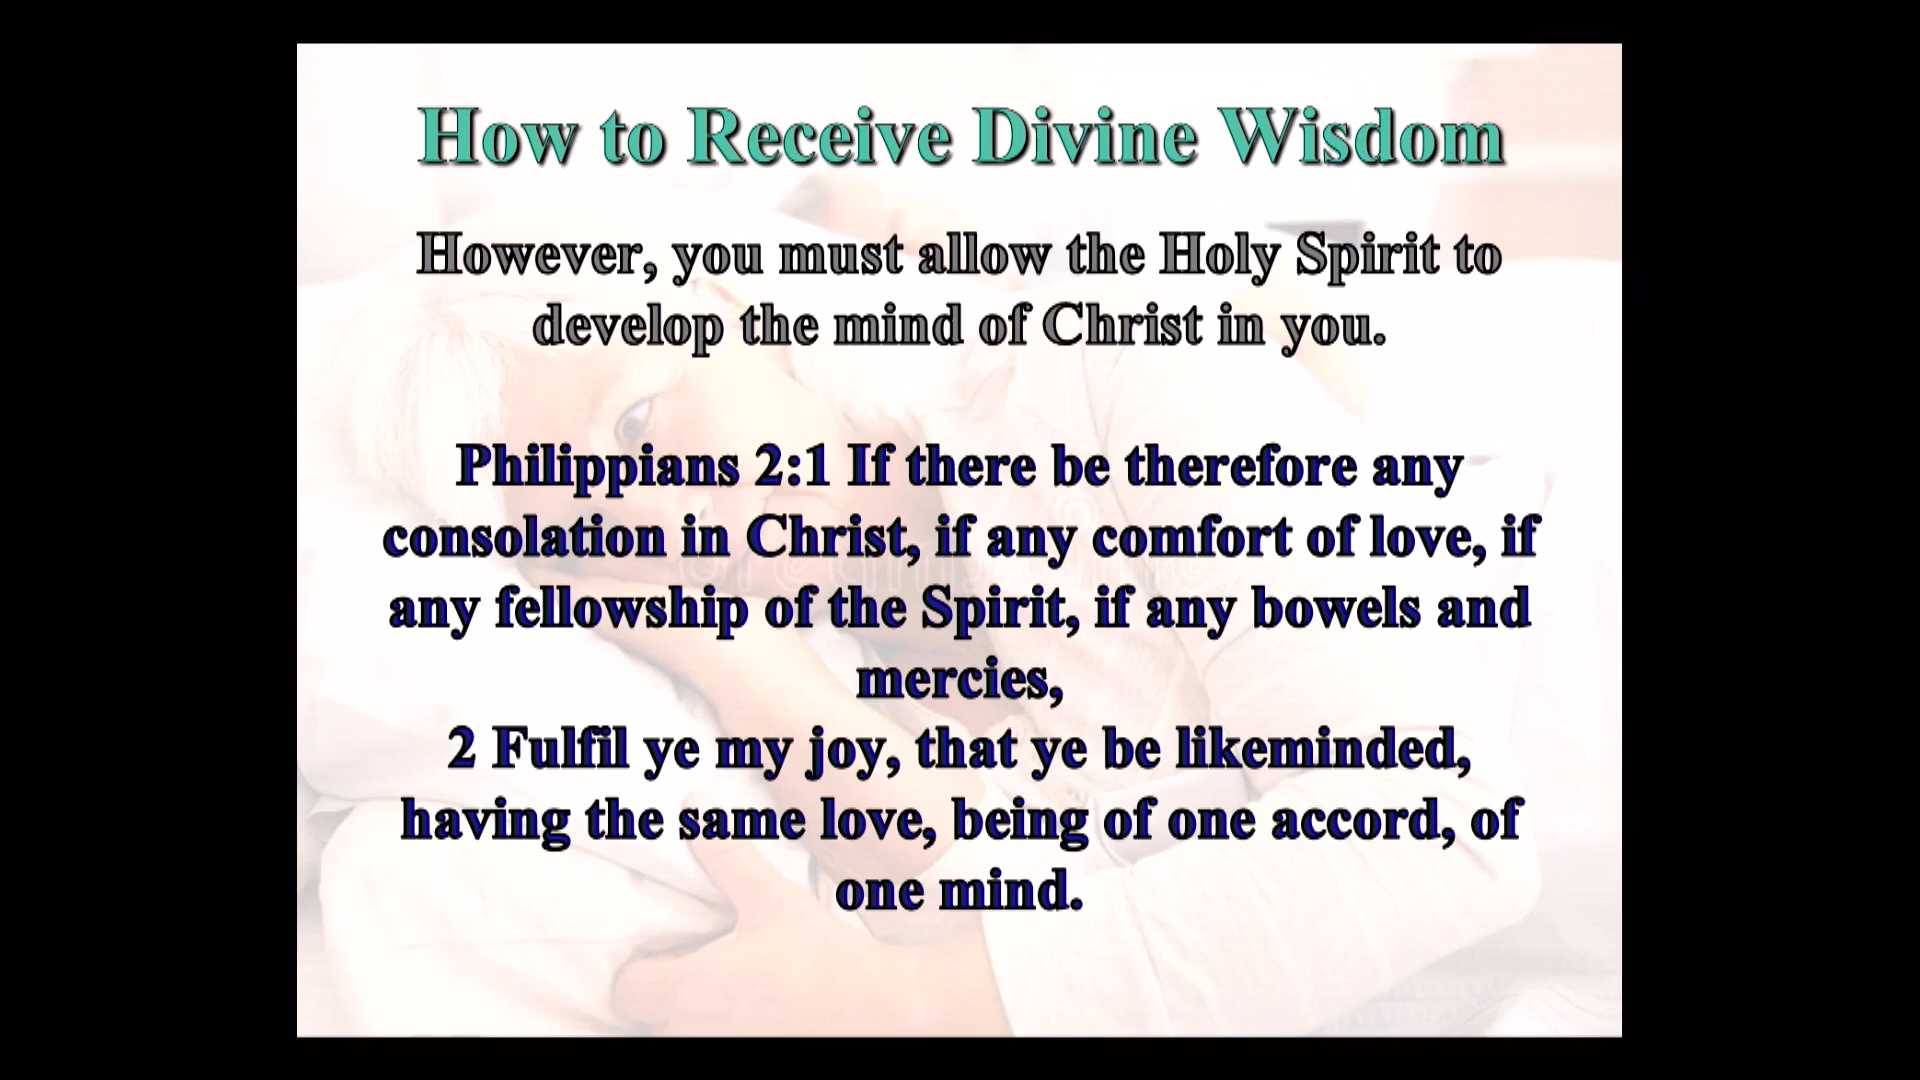 How to Receive Divine Wisdom
However, you must allow the Holy Spirit to
develop the mind of Christ in you.
Philippians 2:1 If there be therefore any
consolation in Christ, if any comfort of love, if
any fellowship of the Spirit, if any bowels and
mercies,
2 Fulfil ye my joy, that ye be likeminded,
having the same love, being of one accord, of
one mind.